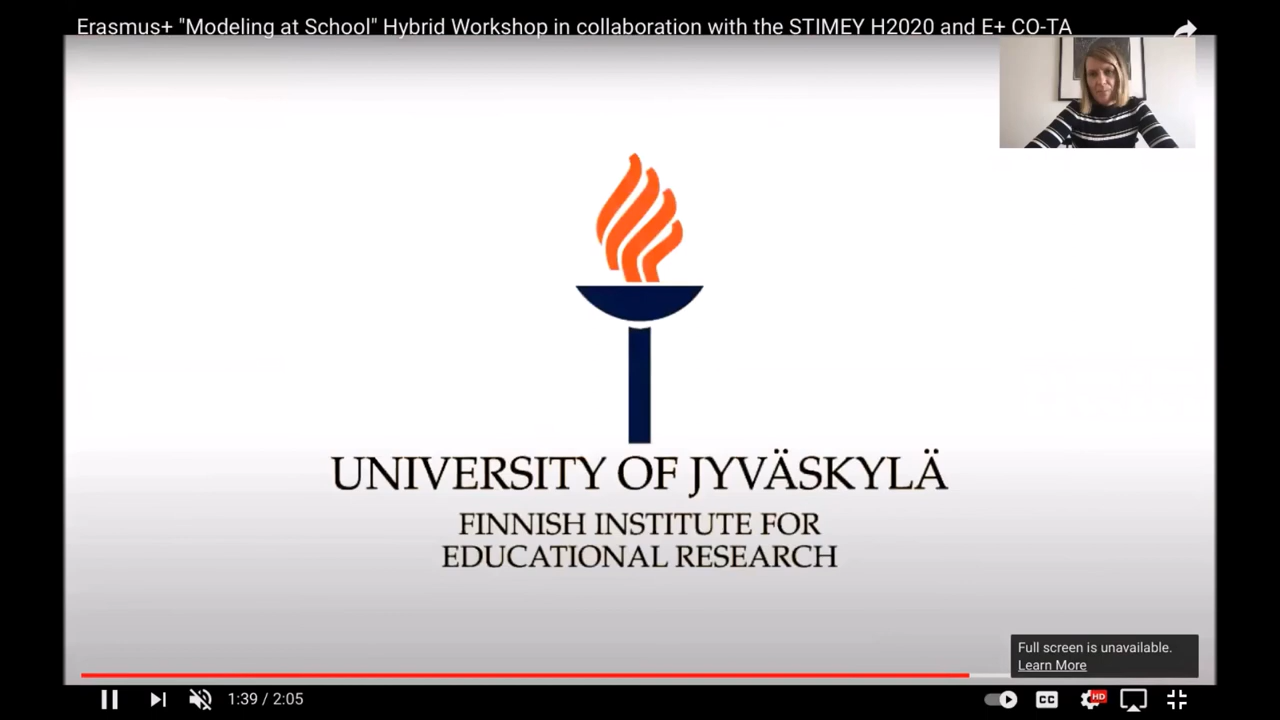 Erasmus+ "Modeling at School" Hybrid Workshop in collaboration with the STIMEY H2020 and E+ CO-TA
UNIVERSITY OF JYVÄSKYLÄ
FINNISH INSTITUTE FOR
EDUCATIONAL RESEARCH
Full screen is unavailable.
Learn More
1:39 / 2:05
CC
HD